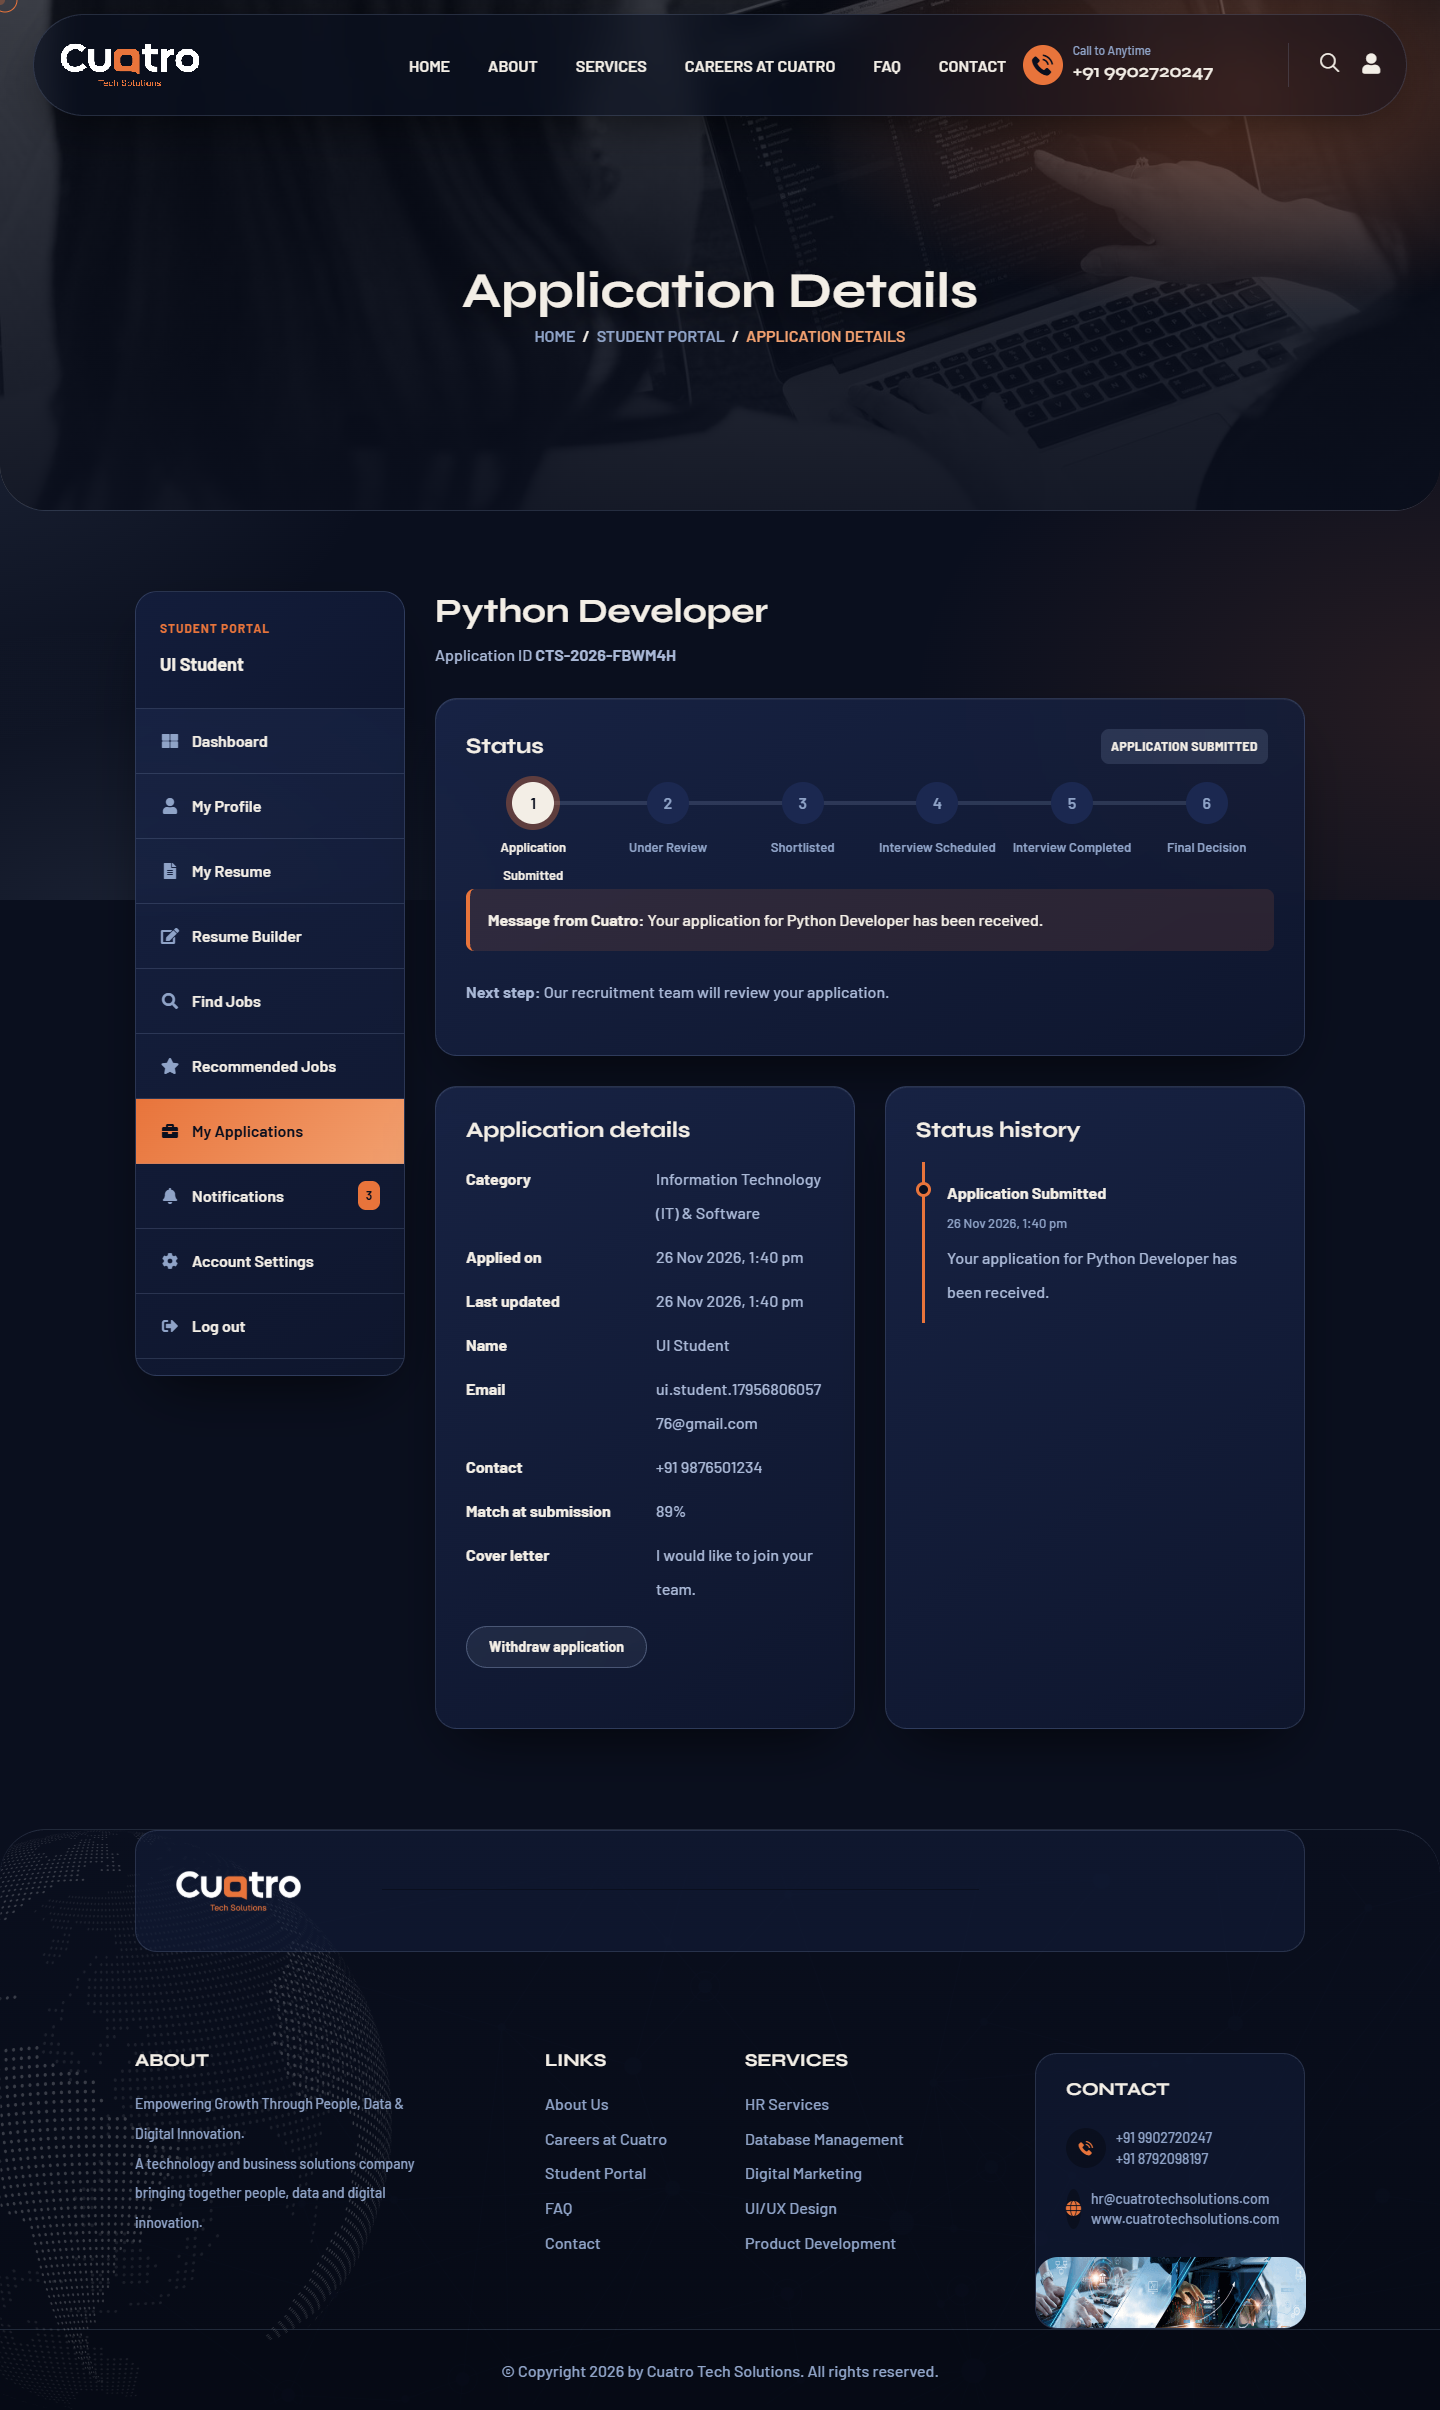 Cuatro
Tech Solutions
HOME
ABOUT
SERVICES
CAREERS AT CUATRO
FAQ
CONTACT
Call to Anytime
+91 9902720247
Application Details
HOME / STUDENT PORTAL / APPLICATION DETAILS
STUDENT PORTAL
UI Student
Dashboard
My Profile
My Resume
Resume Builder
Find Jobs
Recommended Jobs
My Applications
Notifications 3
Account Settings
Log out
Python Developer
Application ID CTS-2026-FBWM4H
Status
APPLICATION SUBMITTED
1 2 3 4 5 6
Application
Submitted
Under Review
Shortlisted
Interview Scheduled
Interview Completed
Final Decision
Message from Cuatro: Your application for Python Developer has been received.
Next step: Our recruitment team will review your application.
Application details
Category Information Technology
(IT) & Software
Applied on 26 Nov 2026, 1:40 pm
Last updated 26 Nov 2026, 1:40 pm
Name UI Student
Email ui.student.17956806057
76@gmail.com
Contact +91 9876501234
Match at submission 89%
Cover letter I would like to join your
team.
Withdraw application
Status history
Application Submitted
26 Nov 2026, 1:40 pm
Your application for Python Developer has
been received.
Cuatro
Tech Solutions
ABOUT
Empowering Growth Through People, Data &
Digital Innovation.
A technology and business solutions company
bringing together people, data and digital
innovation.
LINKS
About Us
Careers at Cuatro
Student Portal
FAQ
Contact
SERVICES
HR Services
Database Management
Digital Marketing
UI/UX Design
Product Development
CONTACT
+91 9902720247
+91 8792098197
hr@cuatrotechsolutions.com
www.cuatrotechsolutions.com
© Copyright 2026 by Cuatro Tech Solutions. All rights reserved.